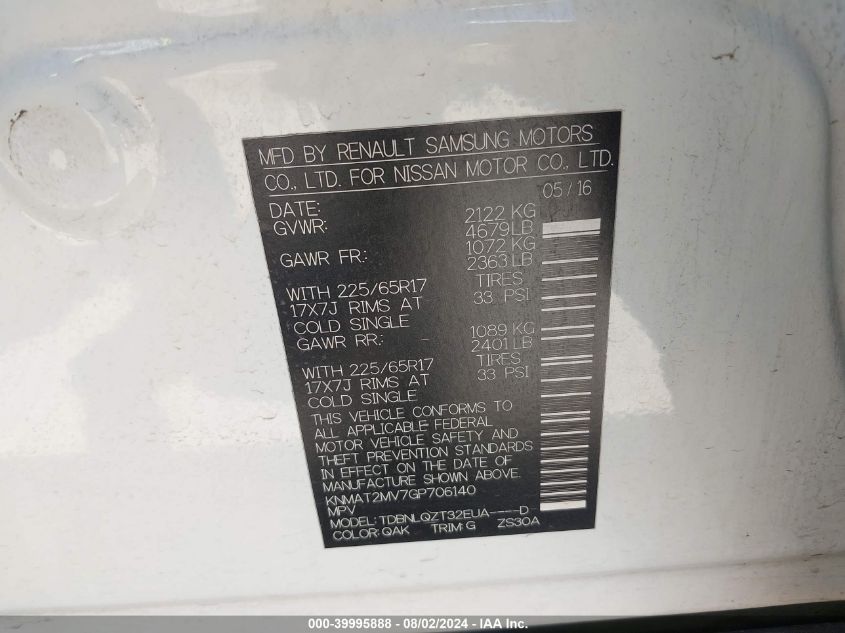 MFD BY RENAULT SAMSUNG MOTORS
CO., LTD. FOR NISSAN MOTOR CO., LTD.
DATE: 05/16
GVWR: 2122 KG
4679LB
GAWR FR: 1072 KG
2363 LB
WITH 225/65R17 TIRES
17X7J RIMS AT 33 PSI
COLD SINGLE
GAWR RR: 1089 KG
2401 LB
WITH 225/65R17 TIRES
17X7J RIMS AT 33 PSI
COLD SINGLE
THIS VEHICLE CONFORMS TO
ALL APPLICABLE FEDERAL
MOTOR VEHICLE SAFETY AND
THEFT PREVENTION STANDARDS
IN EFFECT ON THE DATE OF
MANUFACTURE SHOWN ABOVE.
KNMAT2MV7GP706140
MPV
MODEL: TDBNLQZT32EUA----D
COLOR: QAK TRIM: G ZS30A
000-39995888 - 08/02/2024 - IAA Inc.